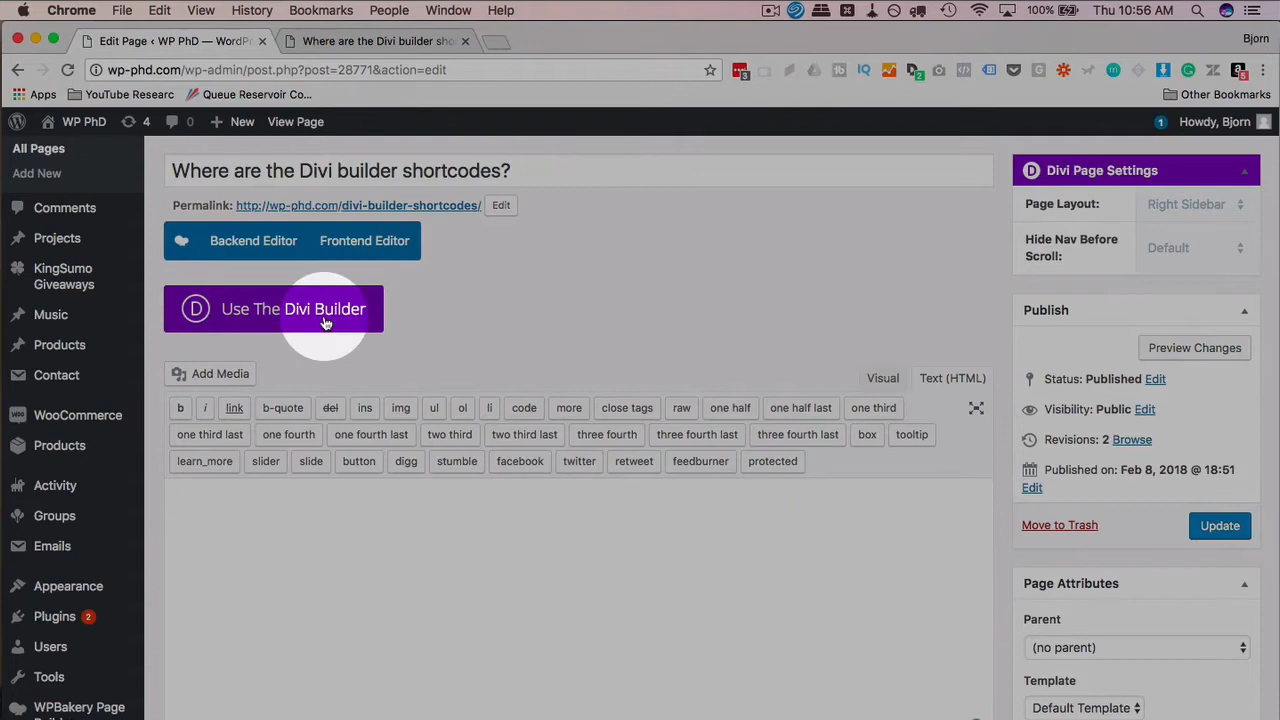 Chrome File Edit View History Bookmarks People Window Help 100% Thu 10:56 AM
Edit Page ‹ WP PhD — WordPr Where are the Divi builder sho Bjorn
wp-phd.com/wp-admin/post.php?post=28771&action=edit
Apps YouTube Researc Queue Reservoir Co... Other Bookmarks
WP PhD 4 0 New View Page 1 Howdy, Bjorn
All Pages
Add New
Comments
Projects
KingSumo
Giveaways
Music
Products
Contact
WooCommerce
Products
Activity
Groups
Emails
Appearance
Plugins 2
Users
Tools
WPBakery Page
Where are the Divi builder shortcodes?
Permalink: http://wp-phd.com/divi-builder-shortcodes/ Edit
Backend Editor Frontend Editor
D Use The Divi Builder
Add Media Visual Text (HTML)
b i link b-quote del ins img ul ol li code more close tags raw one half one half last one third
one third last one fourth one fourth last two third two third last three fourth three fourth last three fourth last box tooltip
learn_more slider slide button digg stumble facebook twitter retweet feedburner protected
D Divi Page Settings
Page Layout: Right Sidebar
Hide Nav Before
Scroll: Default
Publish
Preview Changes
Status: Published Edit
Visibility: Public Edit
Revisions: 2 Browse
Published on: Feb 8, 2018 @ 18:51
Edit
Move to Trash Update
Page Attributes
Parent
(no parent)
Template
Default Template